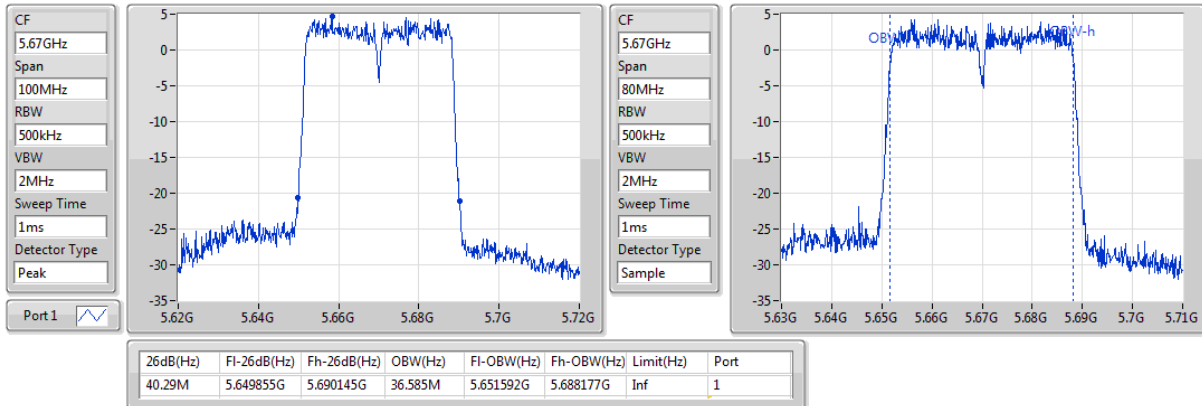 CF
5.67GHz
Span
100MHz
RBW
500kHz
VBW
2MHz
Sweep Time
1ms
Detector Type
Peak
Port 1
5
0
-5
-10
-15
-20
-25
-30
-35
5.62G 5.64G 5.66G 5.68G 5.7G 5.72G
CF
5.67GHz
Span
80MHz
RBW
500kHz
VBW
2MHz
Sweep Time
1ms
Detector Type
Sample
5
0
-5
-10
-15
-20
-25
-30
-35
OBW-h
5.63G 5.64G 5.65G 5.66G 5.67G 5.68G 5.69G 5.7G 5.71G
26dB(Hz) Fl-26dB(Hz) Fh-26dB(Hz) OBW(Hz) Fl-OBW(Hz) Fh-OBW(Hz) Limit(Hz) Port
40.29M 5.649855G 5.690145G 36.585M 5.651592G 5.688177G Inf 1